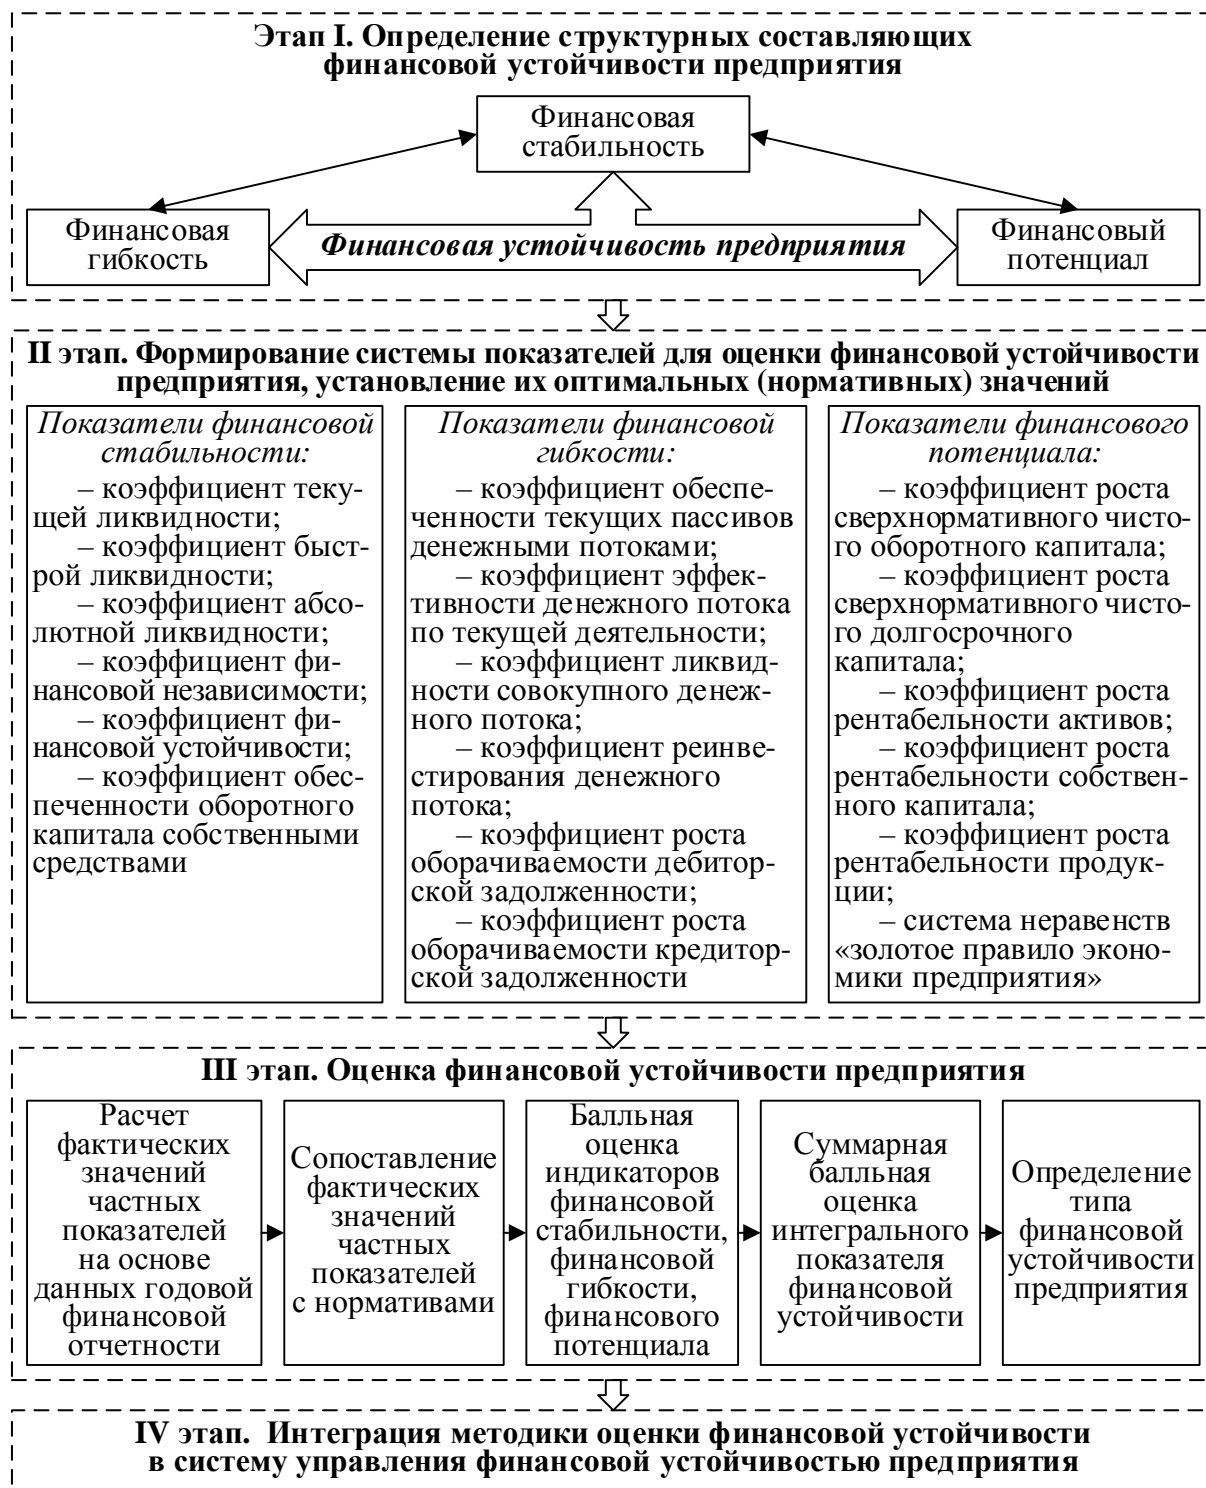 Этап I. Определение структурных составляющих
финансовой устойчивости предприятия
Финансовая
стабильность
Финансовая
гибкость
Финансовая устойчивость предприятия
Финансовый
потенциал
II этап. Формирование системы показателей для оценки финансовой устойчивости
предприятия, установление их оптимальных (нормативных) значений
Показатели финансовой
стабильности:
– коэффициент теку-
щей ликвидности;
– коэффициент быст-
рой ликвидности;
– коэффициент абсо-
лютной ликвидности;
– коэффициент фи-
нансовой независимости;
– коэффициент фи-
нансовой устойчивости;
– коэффициент обес-
печенности оборотного
капитала собственными
средствами
Показатели финансовой
гибкости:
– коэффициент обеспе-
ченности текущих пассивов
денежными потоками;
– коэффициент эффек-
тивности денежного потока
по текущей деятельности;
– коэффициент ликвид-
ности совокупного денеж-
ного потока;
– коэффициент реинве-
стирования денежного
потока;
– коэффициент роста
оборачиваемости дебитор-
ской задолженности;
– коэффициент роста
оборачиваемости кредитор-
ской задолженности
Показатели финансового
потенциала:
– коэффициент роста
сверхнормативного чисто-
го оборотного капитала;
– коэффициент роста
сверхнормативного чисто-
го долгосрочного
капитала;
– коэффициент роста
рентабельности активов;
– коэффициент роста
рентабельности собствен-
ного капитала;
– коэффициент роста
рентабельности продук-
ции;
– система неравенств
«золотое правило эконо-
мики предприятия»
III этап. Оценка финансовой устойчивости предприятия
Расчет
фактических
значений
частных
показателей
на основе
данных годовой
финансовой
отчетности
Сопоставление
фактических
значений
частных
показателей
с нормативами
Балльная
оценка
индикаторов
финансовой
стабильности,
финансовой
гибкости,
финансового
потенциала
Суммарная
балльная
оценка
интегрального
показателя
финансовой
устойчивости
Определение
типа
финансовой
устойчивости
предприятия
IV этап. Интеграция методики оценки финансовой устойчивости
в систему управления финансовой устойчивостью предприятия